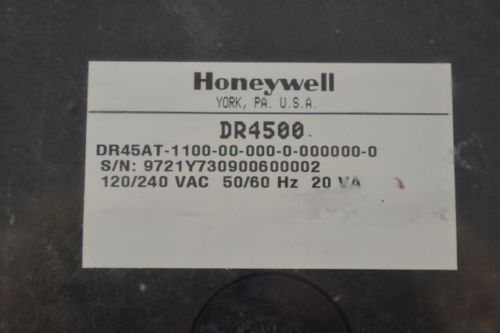 Honeywell
YORK, PA. U.S.A.
DR4500
DR45AT-1100-00-000-0-000000-0
S/N: 9721Y730900600002
120/240 VAC 50/60 Hz 20 VA